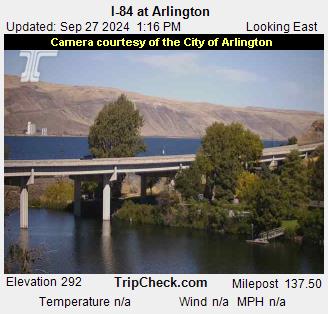 I-84 at Arlington
Updated: Sep 27 2024 1:16 PM Looking East
Camera courtesy of the City of Arlington
Elevation 292 TripCheck.com Milepost 137.50
Temperature n/a Wind n/a MPH n/a